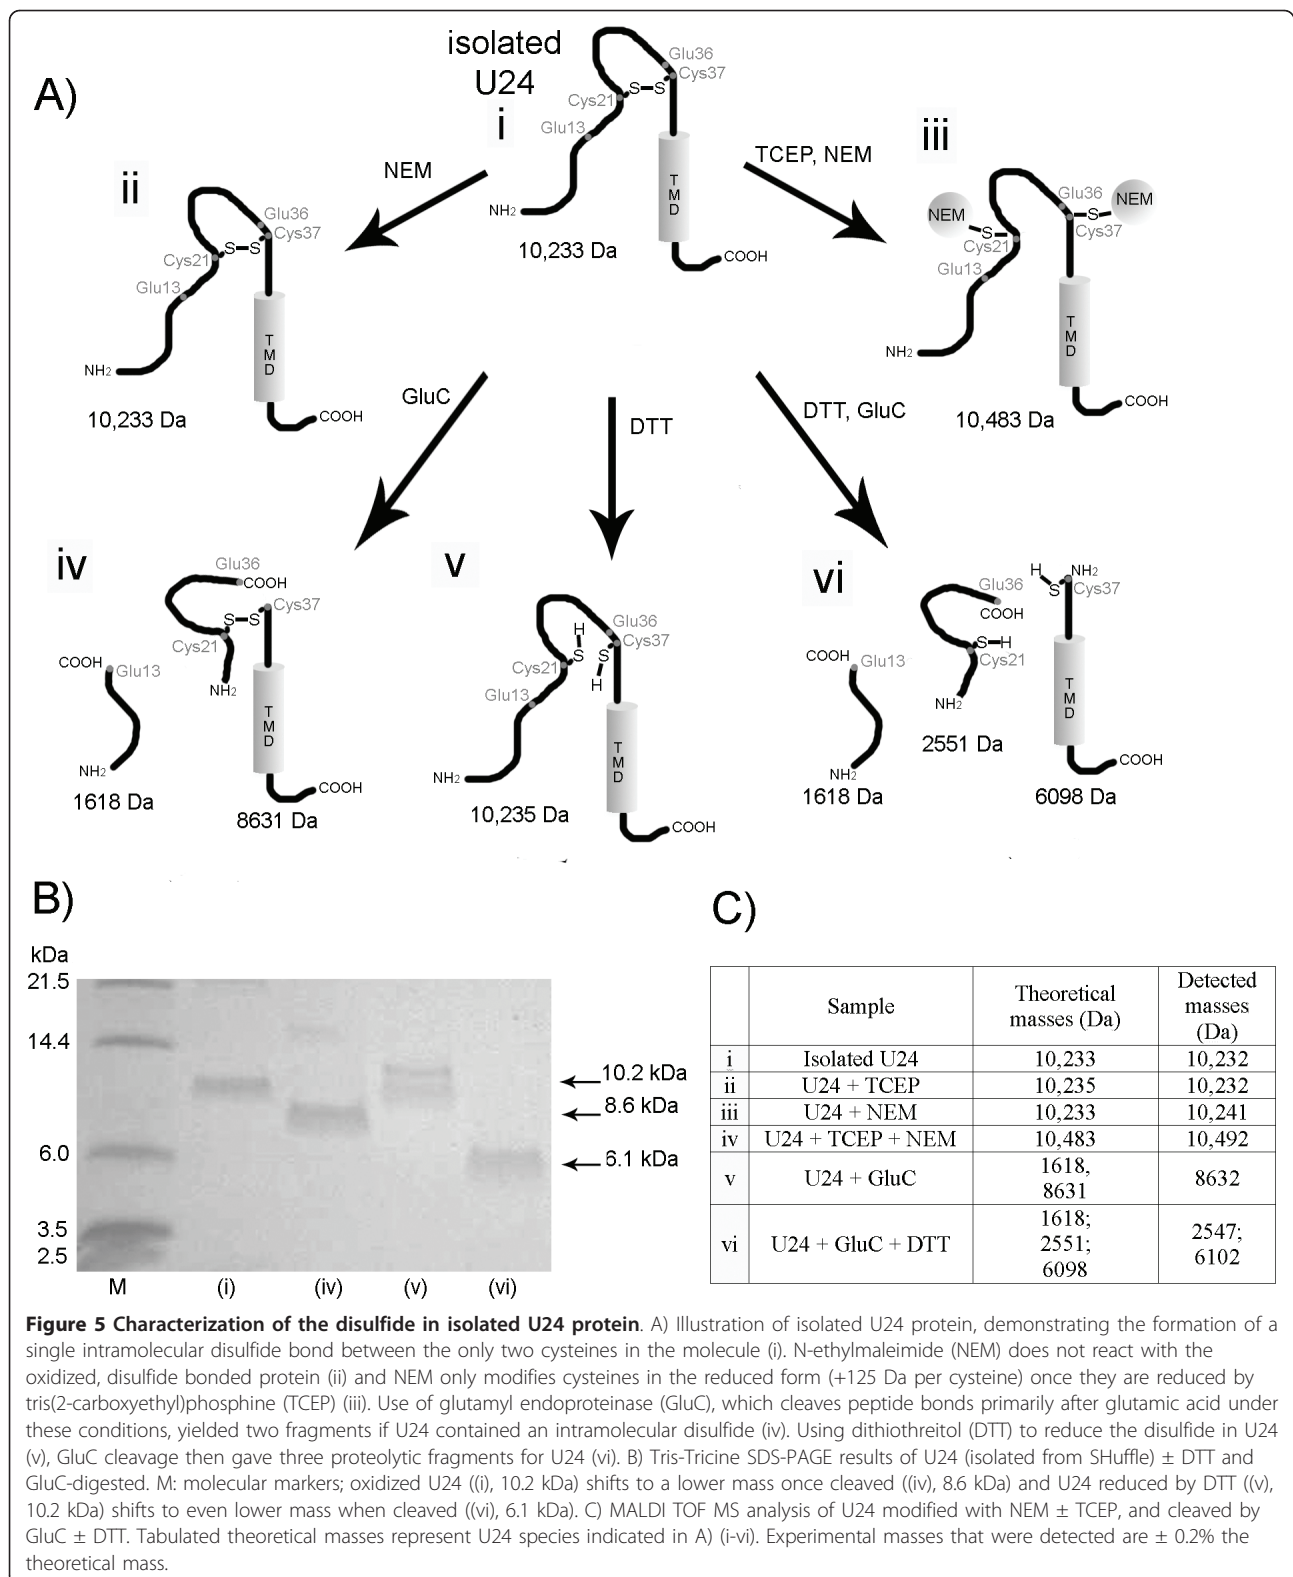 A)
isolated
U24
i
Glu36
Cys37
S–S
Cys21
Glu13
TMD
NH2
COOH
10,233 Da
NEM
TCEP, NEM
ii
Glu36
Cys37
S–S
Cys21
Glu13
TMD
NH2
COOH
10,233 Da
iii
NEM
NEM
Glu36
S
S
Cys37
Cys21
Glu13
TMD
NH2
COOH
10,483 Da
GluC
DTT
DTT, GluC
iv
Glu36
COOH
Cys37
S–S
Cys21
COOH
Glu13
NH2
TMD
NH2
COOH
1618 Da
8631 Da
v
Glu36
H
Cys37
S
S
Cys21
H
Glu13
TMD
NH2
COOH
10,235 Da
vi
H
NH2
Glu36
S
Cys37
COOH
S–H
Cys21
COOH
Glu13
NH2
TMD
2551 Da
NH2
COOH
1618 Da
6098 Da
B)
kDa
21.5
14.4
6.0
3.5
2.5
10.2 kDa
8.6 kDa
6.1 kDa
M (i) (iv) (v) (vi)
C)
Sample Theoretical masses (Da) Detected masses (Da)
i Isolated U24 10,233 10,232
ii U24 + TCEP 10,235 10,232
iii U24 + NEM 10,233 10,241
iv U24 + TCEP + NEM 10,483 10,492
v U24 + GluC 1618, 8631 8632
vi U24 + GluC + DTT 1618; 2551; 6098 2547; 6102
Figure 5 Characterization of the disulfide in isolated U24 protein. A) Illustration of isolated U24 protein, demonstrating the formation of a
single intramolecular disulfide bond between the only two cysteines in the molecule (i). N-ethylmaleimide (NEM) does not react with the
oxidized, disulfide bonded protein (ii) and NEM only modifies cysteines in the reduced form (+125 Da per cysteine) once they are reduced by
tris(2-carboxyethyl)phosphine (TCEP) (iii). Use of glutamyl endoproteinase (GluC), which cleaves peptide bonds primarily after glutamic acid under
these conditions, yielded two fragments if U24 contained an intramolecular disulfide (iv). Using dithiothreitol (DTT) to reduce the disulfide in U24
(v), GluC cleavage then gave three proteolytic fragments for U24 (vi). B) Tris-Tricine SDS-PAGE results of U24 (isolated from SHuffle) ± DTT and
GluC-digested. M: molecular markers; oxidized U24 ((i), 10.2 kDa) shifts to a lower mass once cleaved ((iv), 8.6 kDa) and U24 reduced by DTT ((v),
10.2 kDa) shifts to even lower mass when cleaved ((vi), 6.1 kDa). C) MALDI TOF MS analysis of U24 modified with NEM ± TCEP, and cleaved by
GluC ± DTT. Tabulated theoretical masses represent U24 species indicated in A) (i-vi). Experimental masses that were detected are ± 0.2% the
theoretical mass.